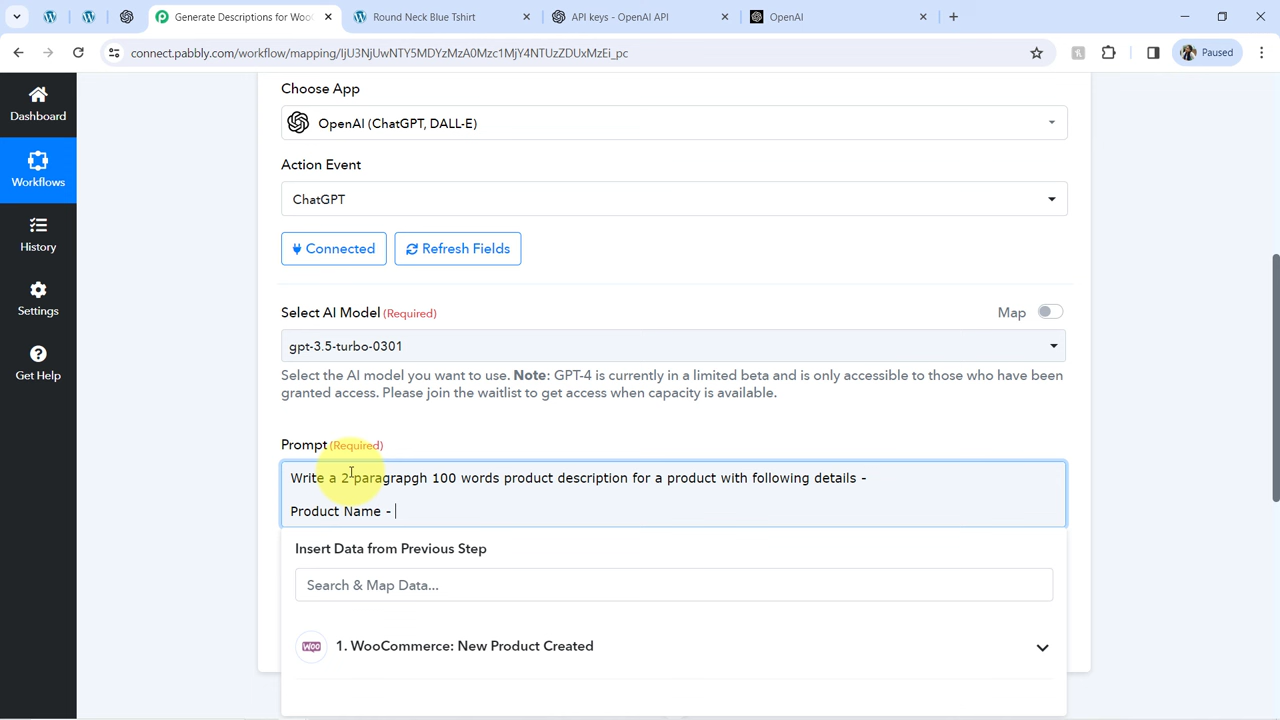 Generate Descriptions for Woo
Round Neck Blue Tshirt
API keys - OpenAI API
OpenAI
connect.pabbly.com/workflow/mapping/IjU3NjUwNTY5MDYzMzA0Mzc1MjY4NTUzZDUxMzEi_pc
Paused
Dashboard
Workflows
History
Settings
Get Help
Choose App
OpenAI (ChatGPT, DALL-E)
Action Event
ChatGPT
Connected
Refresh Fields
Select AI Model (Required)
Map
gpt-3.5-turbo-0301
Select the AI model you want to use. Note: GPT-4 is currently in a limited beta and is only accessible to those who have been
granted access. Please join the waitlist to get access when capacity is available.
Prompt (Required)
Write a 2 paragrapgh 100 words product description for a product with following details -
Product Name -
Insert Data from Previous Step
Search & Map Data...
WOO
1. WooCommerce: New Product Created